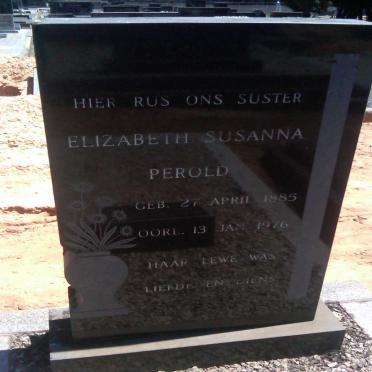 HIER RUS ONS SUSTER
ELIZABETH SUSANNA
PEROLD
GEB. 27 APRIL 1885
OORL. 13 JAN. 1976
HAAR LEWE WAS
LIEFDE EN DIENS